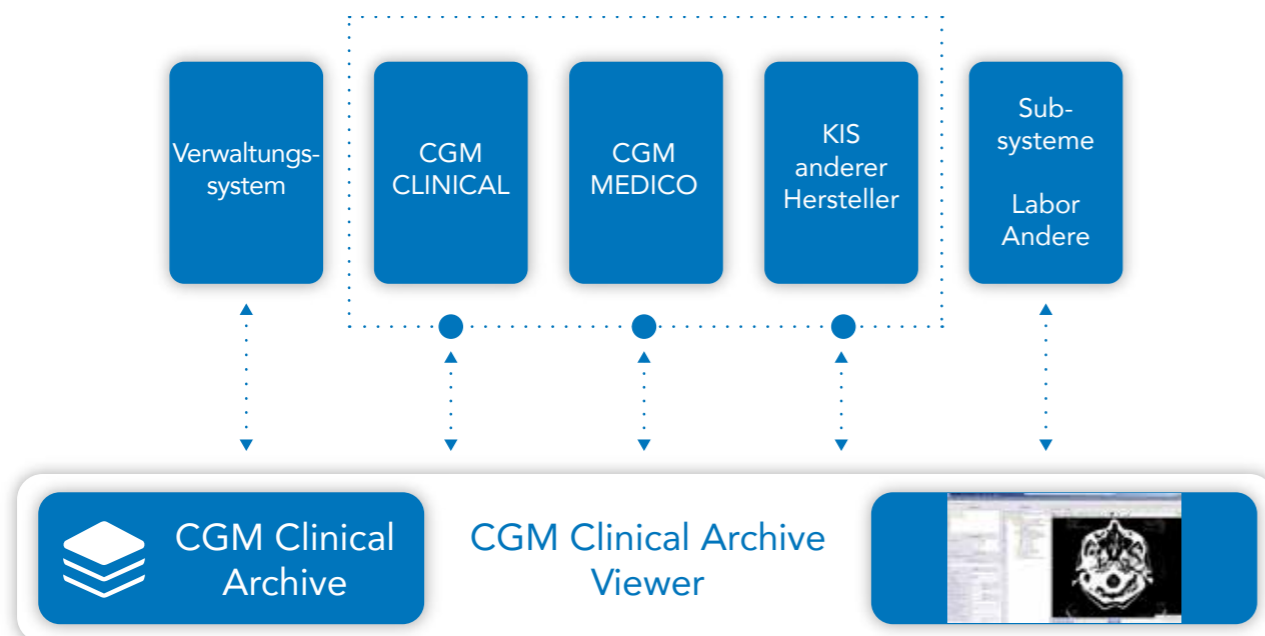 Verwaltungs-
system
CGM
CLINICAL
CGM
MEDICO
KIS
anderer
Hersteller
Sub-
systeme
Labor
Andere
CGM Clinical
Archive
CGM Clinical Archive
Viewer